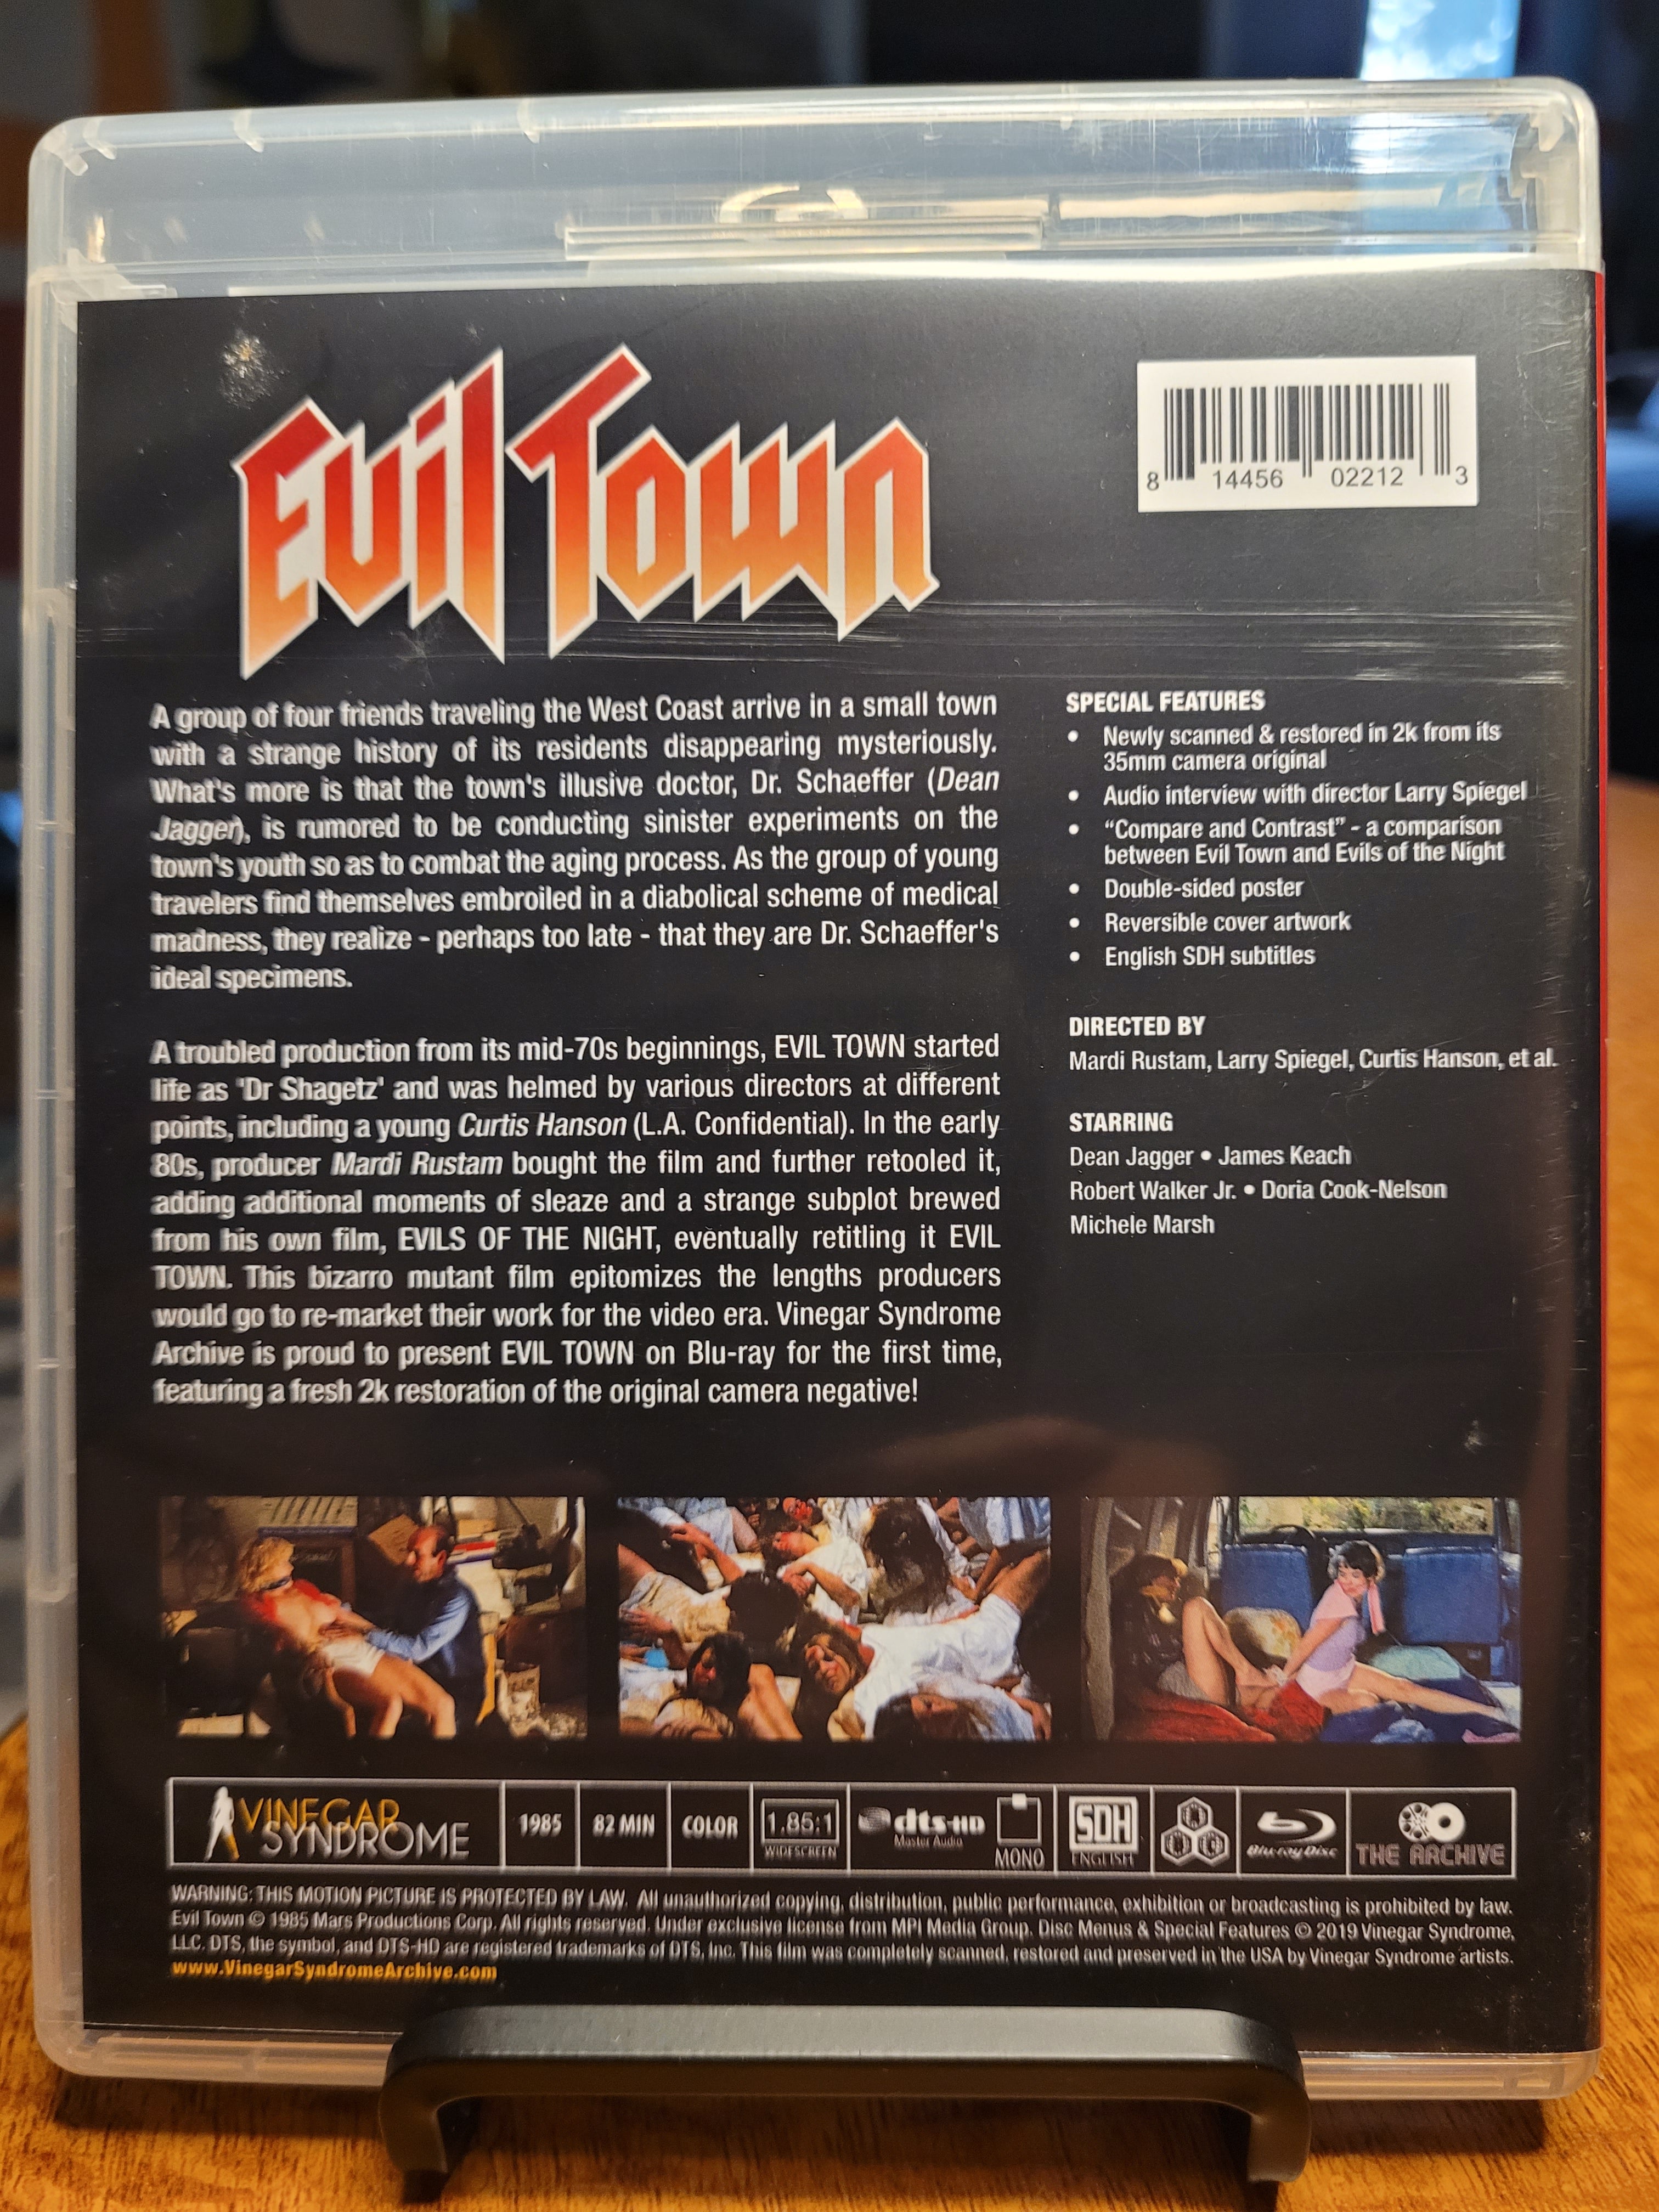 Evil Town
8 14456 02212 3
A group of four friends traveling the West Coast arrive in a small town
with a strange history of its residents disappearing mysteriously.
What's more is that the town's illusive doctor, Dr. Schaeffer (Dean
Jagger), is rumored to be conducting sinister experiments on the
town's youth so as to combat the aging process. As the group of young
travelers find themselves embroiled in a diabolical scheme of medical
madness, they realize - perhaps too late - that they are Dr. Schaeffer's
ideal specimens.
A troubled production from its mid-70s beginnings, EVIL TOWN started
life as 'Dr Shagetz' and was helmed by various directors at different
points, including a young Curtis Hanson (L.A. Confidential). In the early
80s, producer Mardi Rustam bought the film and further retooled it,
adding additional moments of sleaze and a strange subplot brewed
from his own film, EVILS OF THE NIGHT, eventually retitling it EVIL
TOWN. This bizarro mutant film epitomizes the lengths producers
would go to re-market their work for the video era. Vinegar Syndrome
Archive is proud to present EVIL TOWN on Blu-ray for the first time,
featuring a fresh 2k restoration of the original camera negative!
SPECIAL FEATURES
• Newly scanned & restored in 2k from its
35mm camera original
• Audio interview with director Larry Spiegel
• “Compare and Contrast” - a comparison
between Evil Town and Evils of the Night
• Double-sided poster
• Reversible cover artwork
• English SDH subtitles
DIRECTED BY
Mardi Rustam, Larry Spiegel, Curtis Hanson, et al.
STARRING
Dean Jagger • James Keach
Robert Walker Jr. • Doria Cook-Nelson
Michele Marsh
VINEGAR
SYNDROME
1985
82 MIN
COLOR
1.85:1
WIDESCREEN
dts-HD
Master Audio
MONO
SDH
ENGLISH
A B C
Blu-ray Disc
THE ARCHIVE
WARNING: THIS MOTION PICTURE IS PROTECTED BY LAW. All unauthorized copying, distribution, public performance, exhibition or broadcasting is prohibited by law.
Evil Town © 1985 Mars Productions Corp. All rights reserved. Under exclusive license from MPI Media Group. Disc Menus & Special Features © 2019 Vinegar Syndrome,
LLC. DTS, the symbol, and DTS-HD are registered trademarks of DTS, Inc. This film was completely scanned, restored and preserved in the USA by Vinegar Syndrome artists.
www.VinegarSyndromeArchive.com